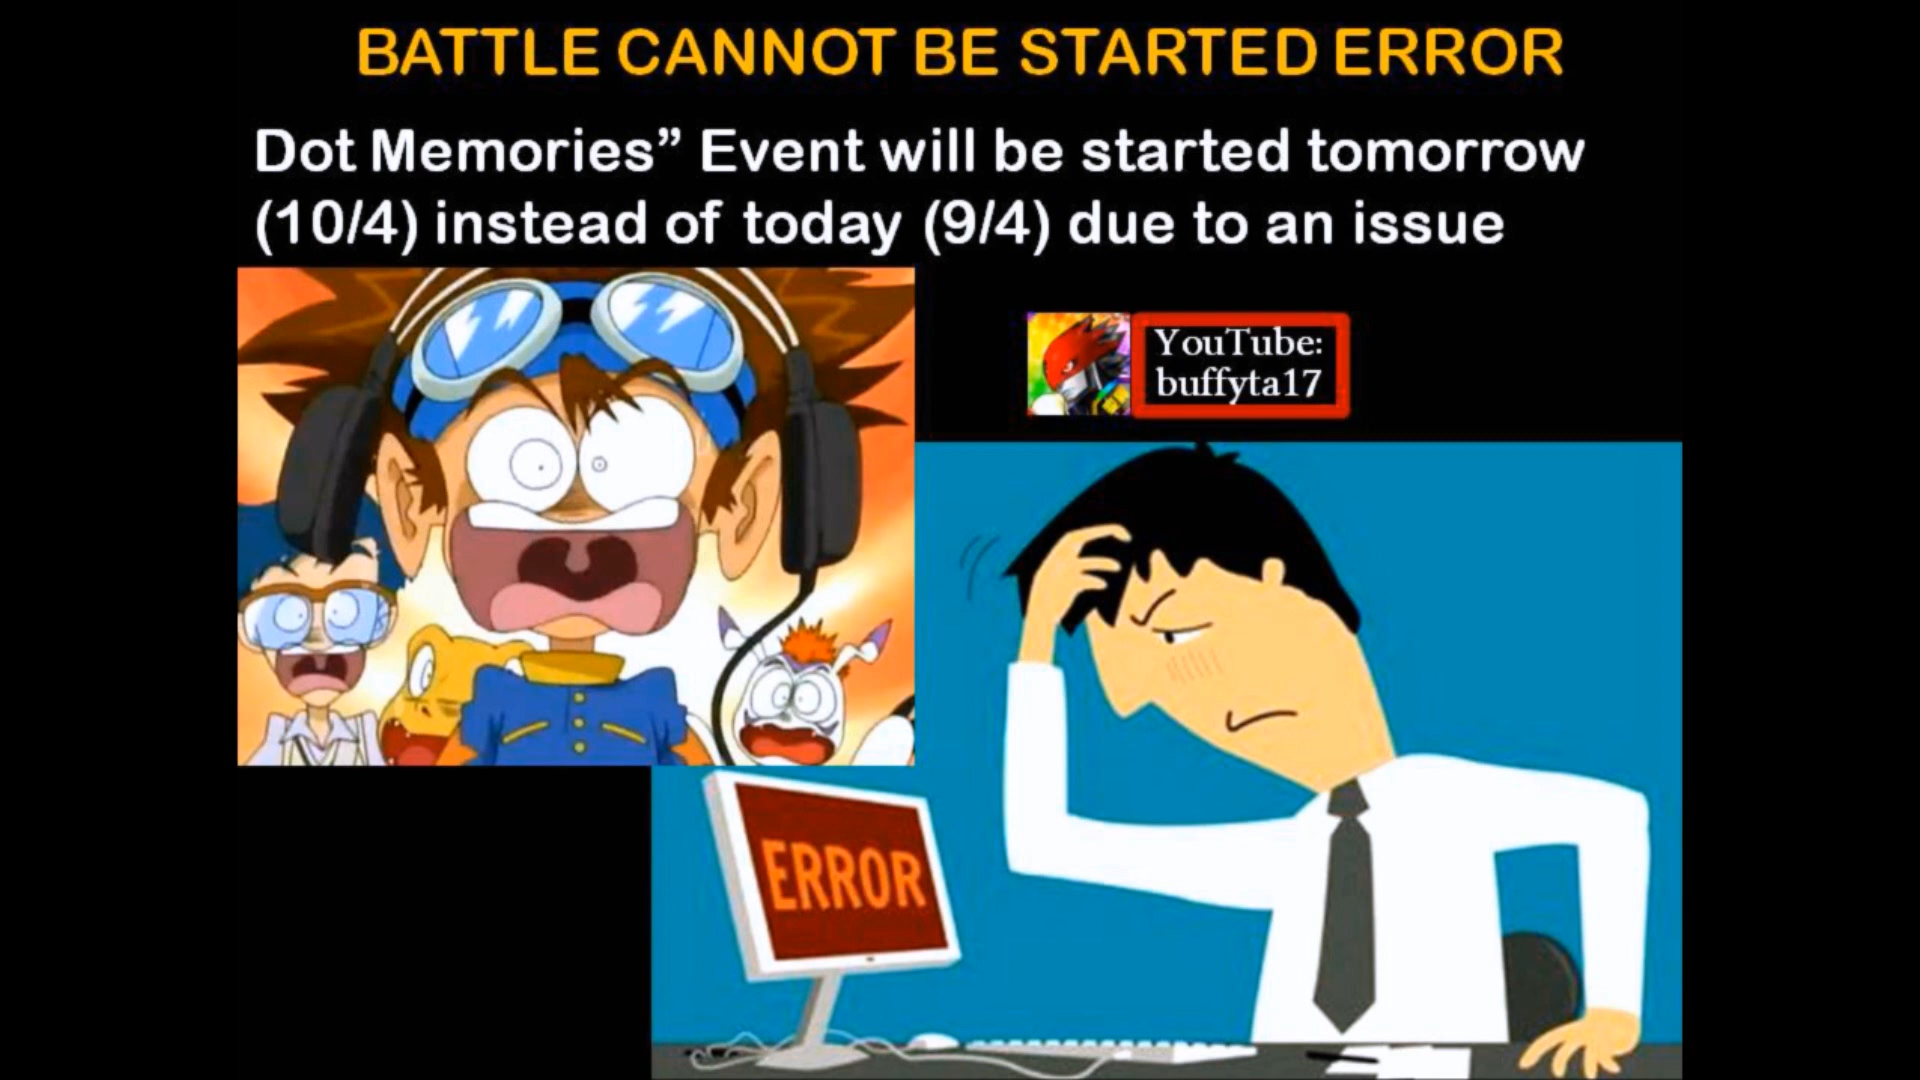 BATTLE CANNOT BE STARTED ERROR
Dot Memories” Event will be started tomorrow
(10/4) instead of today (9/4) due to an issue
YouTube:
buffyta17
ERROR